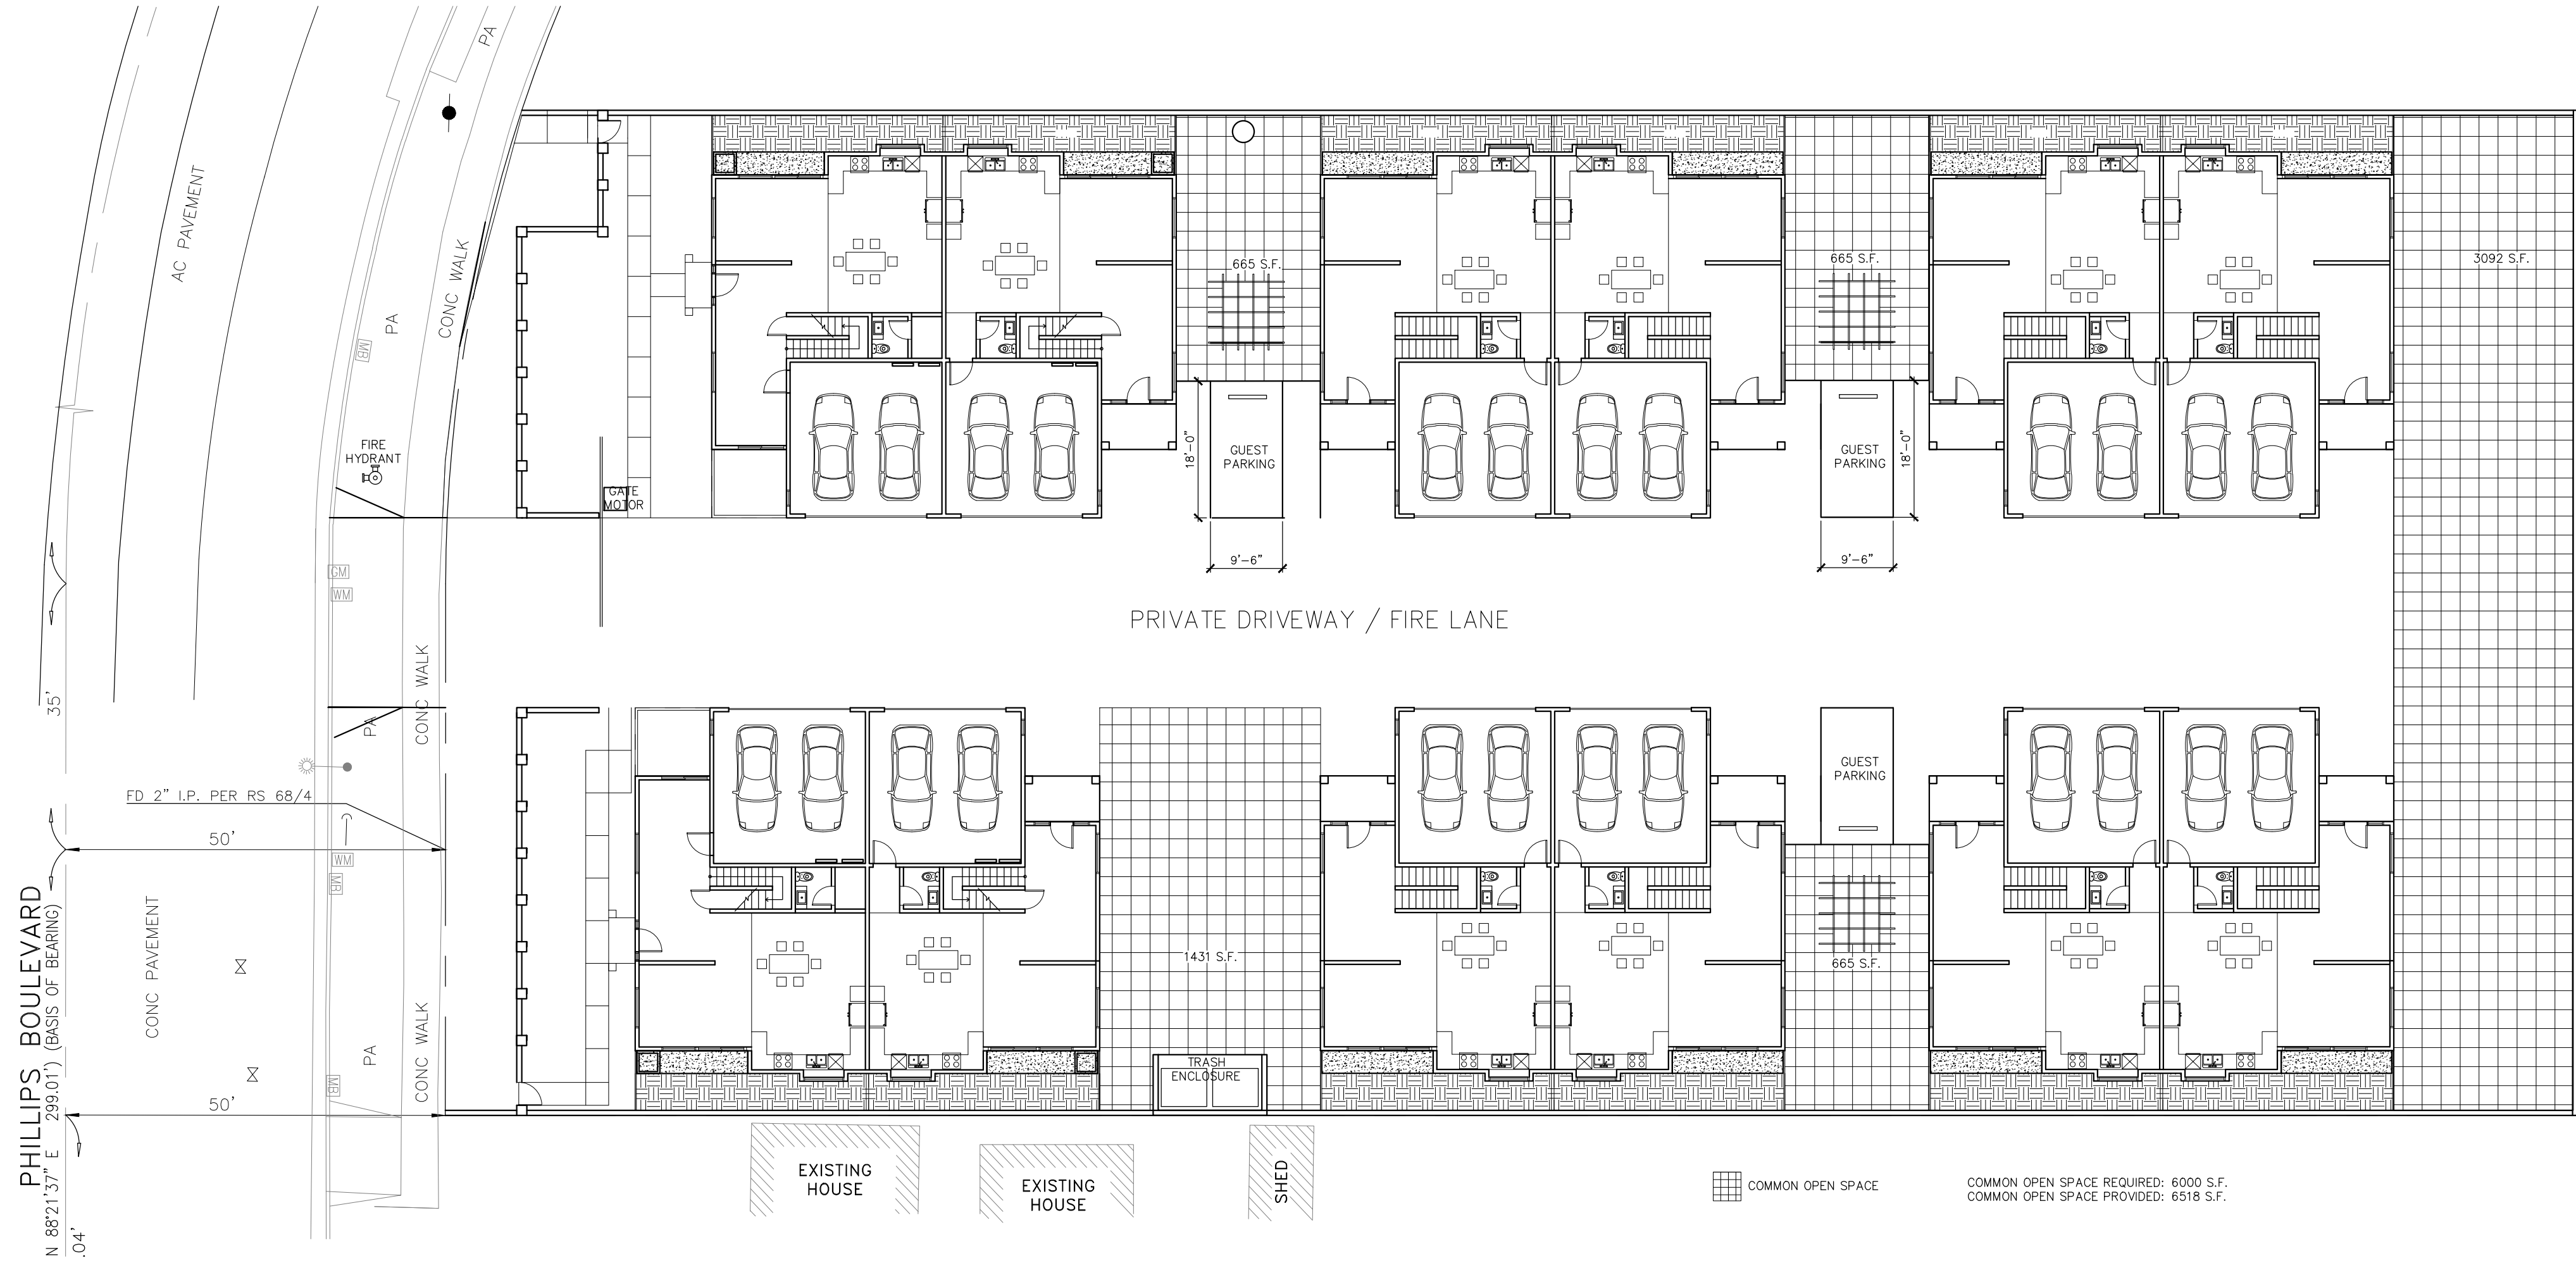 PA
AC PAVEMENT
CONC WALK
PA
MB
665 S.F.
665 S.F.
3092 S.F.
FIRE
HYDRANT
GATE
MOTOR
18'-0"
GUEST
PARKING
GUEST
PARKING
18'-0"
9'-6"
9'-6"
GM
WM
PRIVATE DRIVEWAY / FIRE LANE
35'
CONC WALK
PA
GUEST
PARKING
FD 2" I.P. PER RS 68/4
50'
WM
MB
PHILLIPS BOULEVARD
N 88°21'37" E 299.01') (BASIS OF BEARING)
CONC PAVEMENT
1431 S.F.
665 S.F.
PA
CONC WALK
MB
TRASH
ENCLOSURE
50'
.04'
EXISTING
HOUSE
EXISTING
HOUSE
SHED
COMMON OPEN SPACE
COMMON OPEN SPACE REQUIRED: 6000 S.F.
COMMON OPEN SPACE PROVIDED: 6518 S.F.